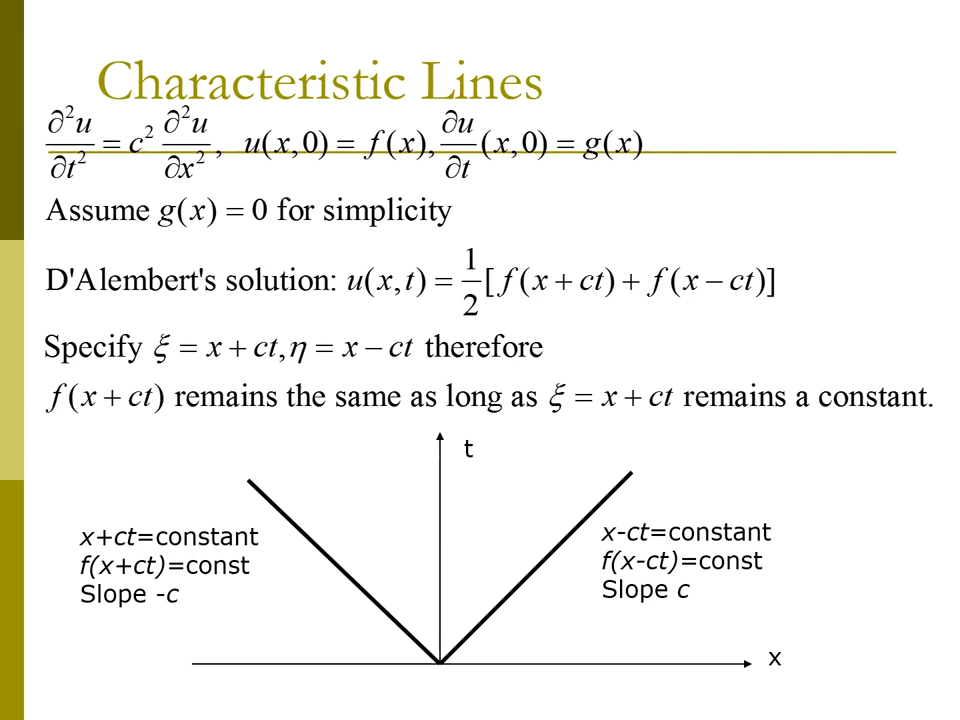 Characteristic Lines
∂²u/∂t² = c² ∂²u/∂x², u(x,0) = f(x), ∂u/∂t (x,0) = g(x)
Assume g(x) = 0 for simplicity
D'Alembert's solution: u(x,t) = 1/2 [f(x + ct) + f(x − ct)]
Specify ξ = x + ct, η = x − ct therefore
f(x + ct) remains the same as long as ξ = x + ct remains a constant.
t
x+ct=constant
f(x+ct)=const
Slope -c
x-ct=constant
f(x-ct)=const
Slope c
x